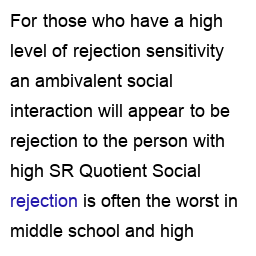 For those who have a high
level of rejection sensitivity
an ambivalent social
interaction will appear to be
rejection to the person with
high SR Quotient Social
rejection is often the worst in
middle school and high